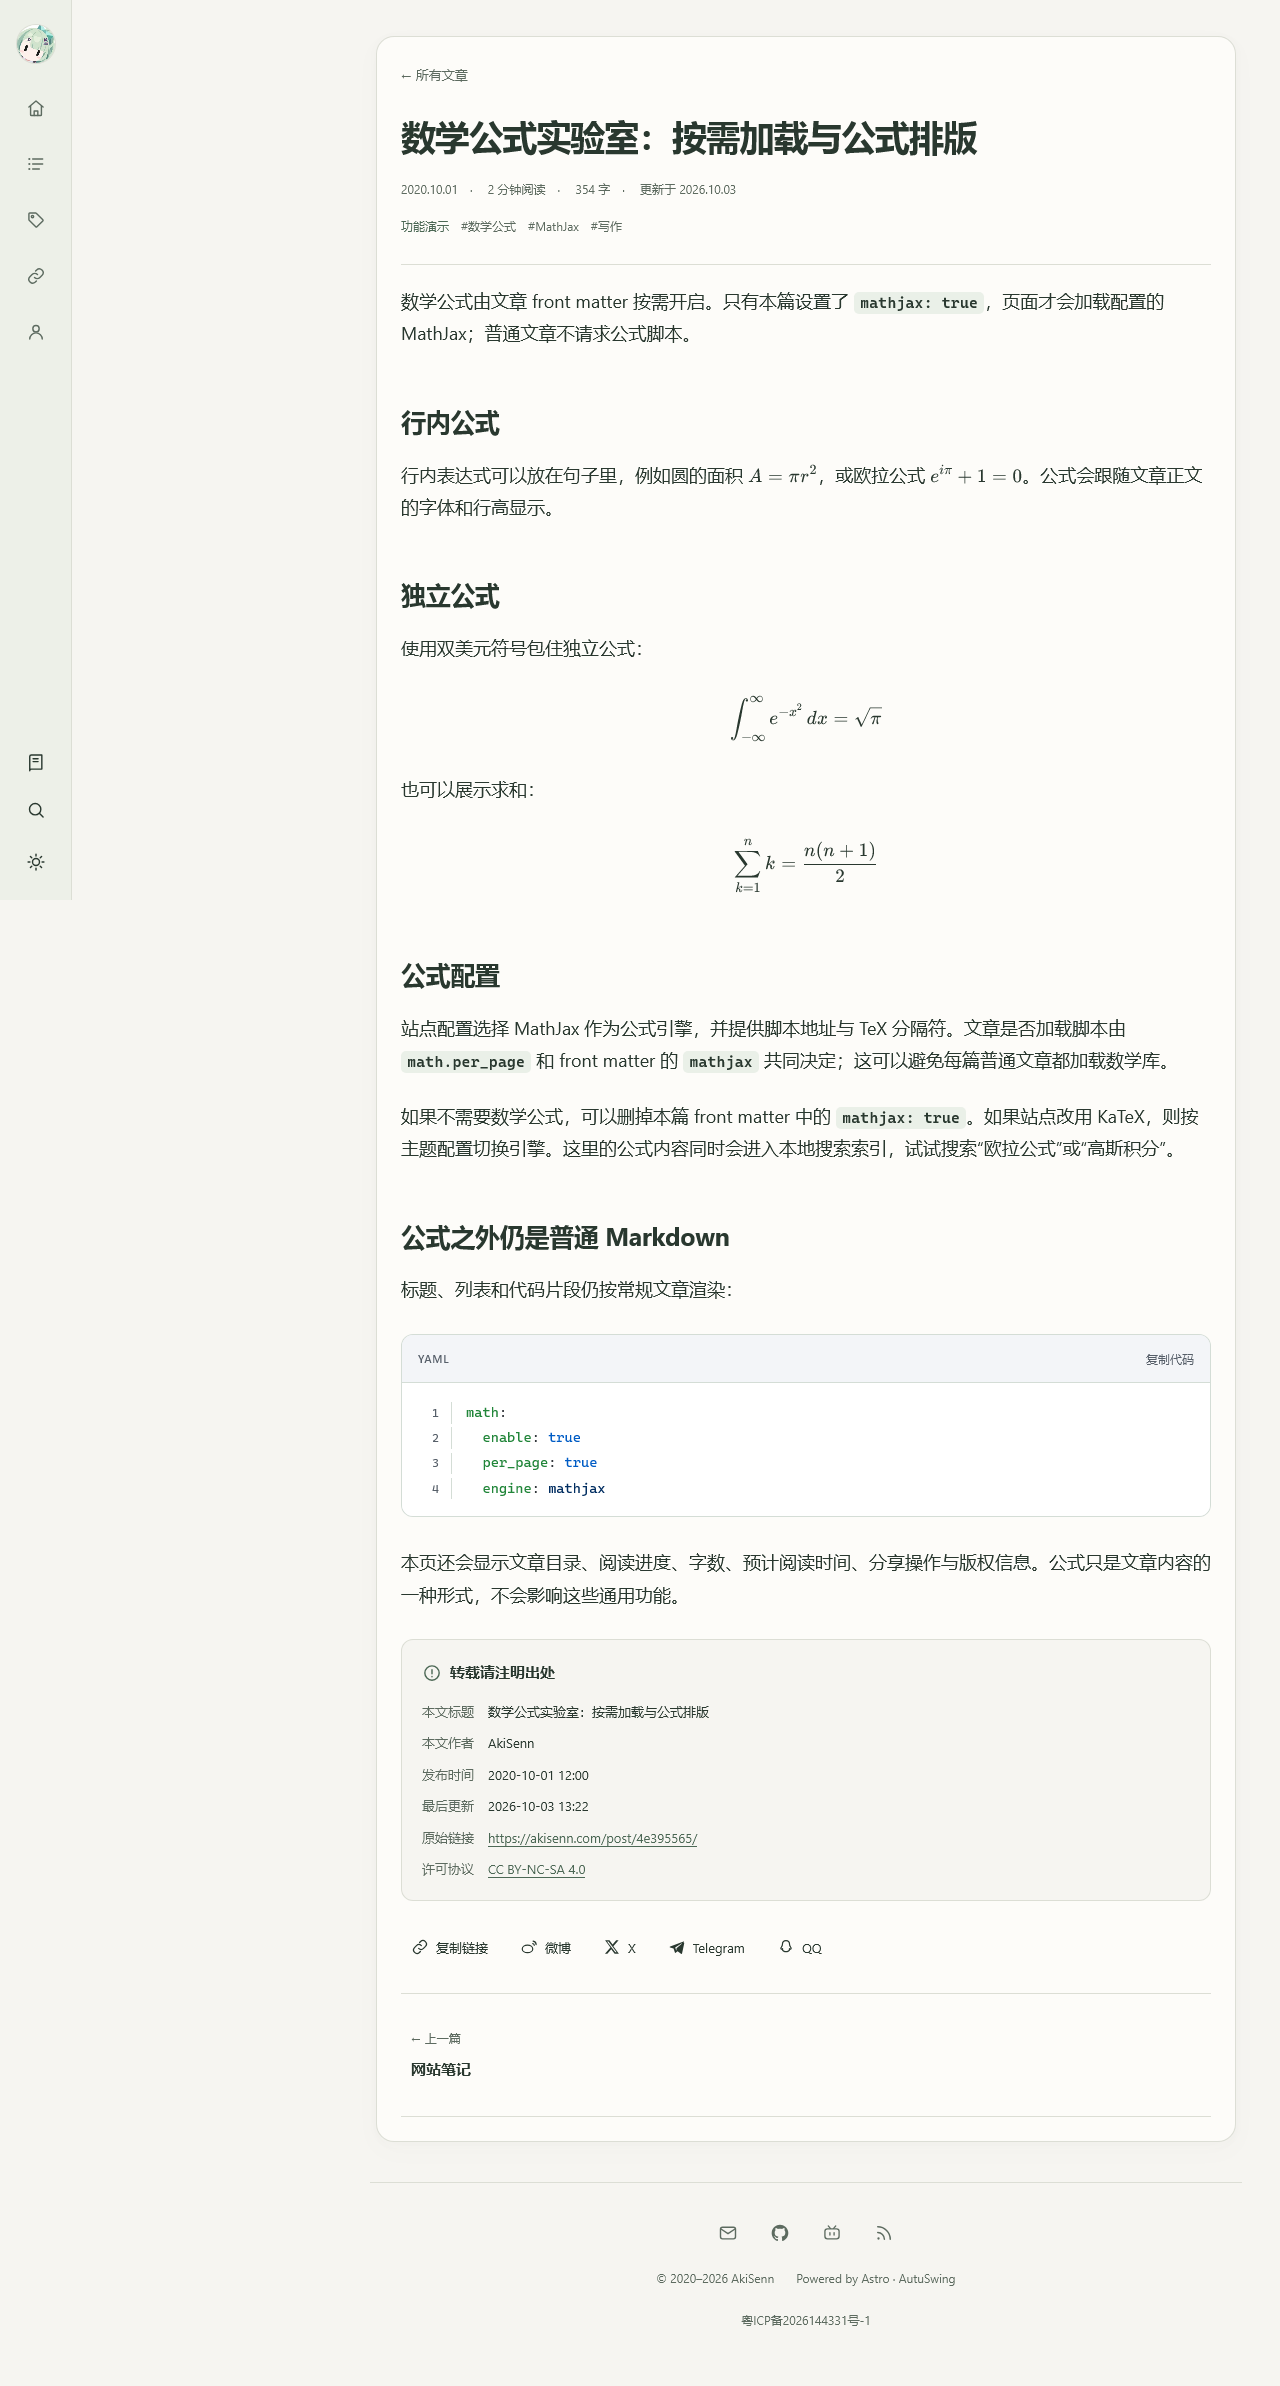 ← 所有文章
数学公式实验室：按需加载与公式排版
2020.10.01 · 2 分钟阅读 · 354 字 · 更新于 2026.10.03
功能演示 #数学公式 #MathJax #写作
数学公式由文章 front matter 按需开启。只有本篇设置了 mathjax: true，页面才会加载配置的
MathJax；普通文章不请求公式脚本。
行内公式
行内表达式可以放在句子里，例如圆的面积 $A = \pi r^2$，或欧拉公式 $e^{i\pi} + 1 = 0$。公式会跟随文章正文
的字体和行高显示。
独立公式
使用双美元符号包住独立公式：
$\int_{-\infty}^{\infty} e^{-x^2} \, dx = \sqrt{\pi}$
也可以展示求和：
$\sum_{k=1}^{n} k = \frac{n(n+1)}{2}$
公式配置
站点配置选择 MathJax 作为公式引擎，并提供脚本地址与 TeX 分隔符。文章是否加载脚本由
math.per_page 和 front matter 的 mathjax 共同决定；这可以避免每篇普通文章都加载数学库。
如果不需要数学公式，可以删掉本篇 front matter 中的 mathjax: true。如果站点改用 KaTeX，则按
主题配置切换引擎。这里的公式内容同时会进入本地搜索索引，试试搜索“欧拉公式”或“高斯积分”。
公式之外仍是普通 Markdown
标题、列表和代码片段仍按常规文章渲染：
YAML 复制代码
1 math:
2   enable: true
3   per_page: true
4   engine: mathjax
本页还会显示文章目录、阅读进度、字数、预计阅读时间、分享操作与版权信息。公式只是文章内容的
一种形式，不会影响这些通用功能。
转载请注明出处
本文标题 数学公式实验室：按需加载与公式排版
本文作者 AkiSenn
发布时间 2020-10-01 12:00
最后更新 2026-10-03 13:22
原始链接 https://akisenn.com/post/4e395565/
许可协议 CC BY-NC-SA 4.0
复制链接 微博 X Telegram QQ
← 上一篇
网站笔记
© 2020–2026 AkiSenn Powered by Astro · AutuSwing
粤ICP备2026144331号-1